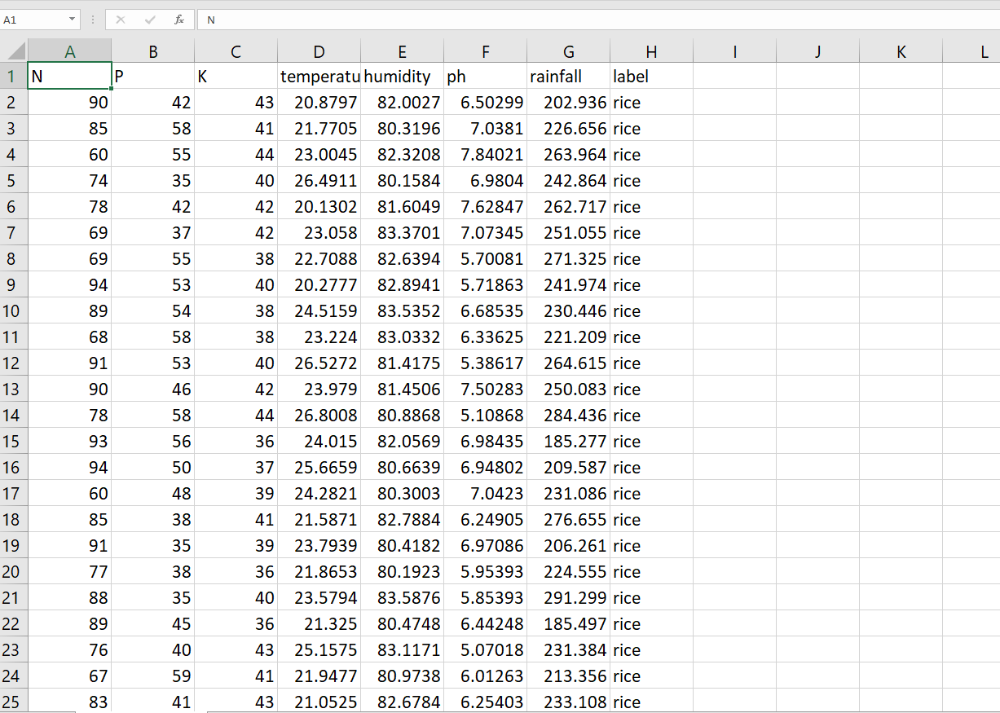 A1 fx N
A B C D E F G H I J K L
1 N P K temperatu humidity ph rainfall label
2 90 42 43 20.8797 82.0027 6.50299 202.936 rice
3 85 58 41 21.7705 80.3196 7.0381 226.656 rice
4 60 55 44 23.0045 82.3208 7.84021 263.964 rice
5 74 35 40 26.4911 80.1584 6.9804 242.864 rice
6 78 42 42 20.1302 81.6049 7.62847 262.717 rice
7 69 37 42 23.058 83.3701 7.07345 251.055 rice
8 69 55 38 22.7088 82.6394 5.70081 271.325 rice
9 94 53 40 20.2777 82.8941 5.71863 241.974 rice
10 89 54 38 24.5159 83.5352 6.68535 230.446 rice
11 68 58 38 23.224 83.0332 6.33625 221.209 rice
12 91 53 40 26.5272 81.4175 5.38617 264.615 rice
13 90 46 42 23.979 81.4506 7.50283 250.083 rice
14 78 58 44 26.8008 80.8868 5.10868 284.436 rice
15 93 56 36 24.015 82.0569 6.98435 185.277 rice
16 94 50 37 25.6659 80.6639 6.94802 209.587 rice
17 60 48 39 24.2821 80.3003 7.0423 231.086 rice
18 85 38 41 21.5871 82.7884 6.24905 276.655 rice
19 91 35 39 23.7939 80.4182 6.97086 206.261 rice
20 77 38 36 21.8653 80.1923 5.95393 224.555 rice
21 88 35 40 23.5794 83.5876 5.85393 291.299 rice
22 89 45 36 21.325 80.4748 6.44248 185.497 rice
23 76 40 43 25.1575 83.1171 5.07018 231.384 rice
24 67 59 41 21.9477 80.9738 6.01263 213.356 rice
25 83 41 43 21.0525 82.6784 6.25403 233.108 rice